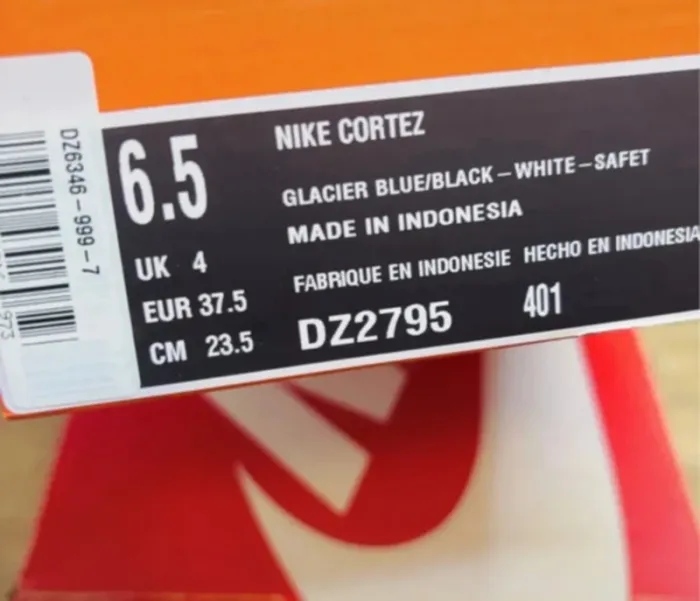 DZ6346-999-7
6.5
NIKE CORTEZ
GLACIER BLUE/BLACK-WHITE-SAFET
MADE IN INDONESIA
UK 4
FABRIQUE EN INDONESIE HECHO EN INDONESIA
EUR 37.5
DZ2795 401
CM 23.5